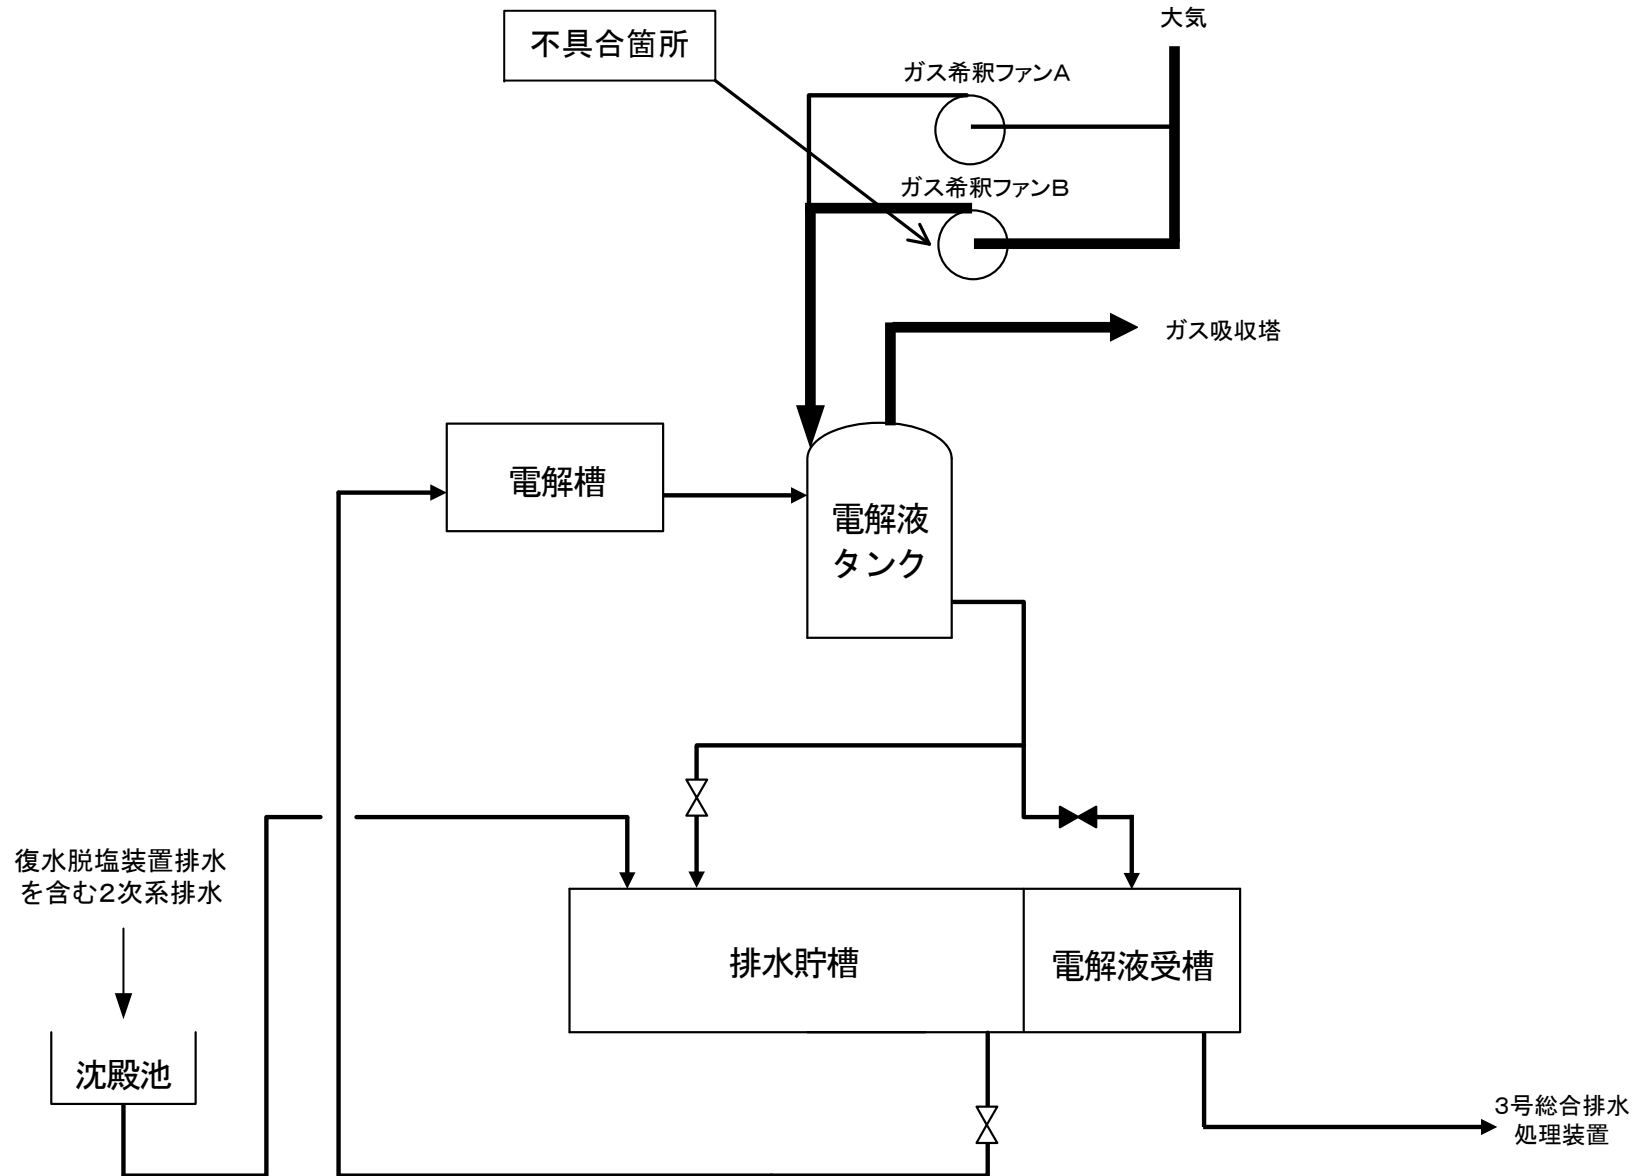 大気
不具合箇所
ガス希釈ファンA
ガス希釈ファンB
ガス吸収塔
電解槽
電解液
タンク
復水脱塩装置排水
を含む2次系排水
排水貯槽
電解液受槽
沈殿池
3号総合排水
処理装置